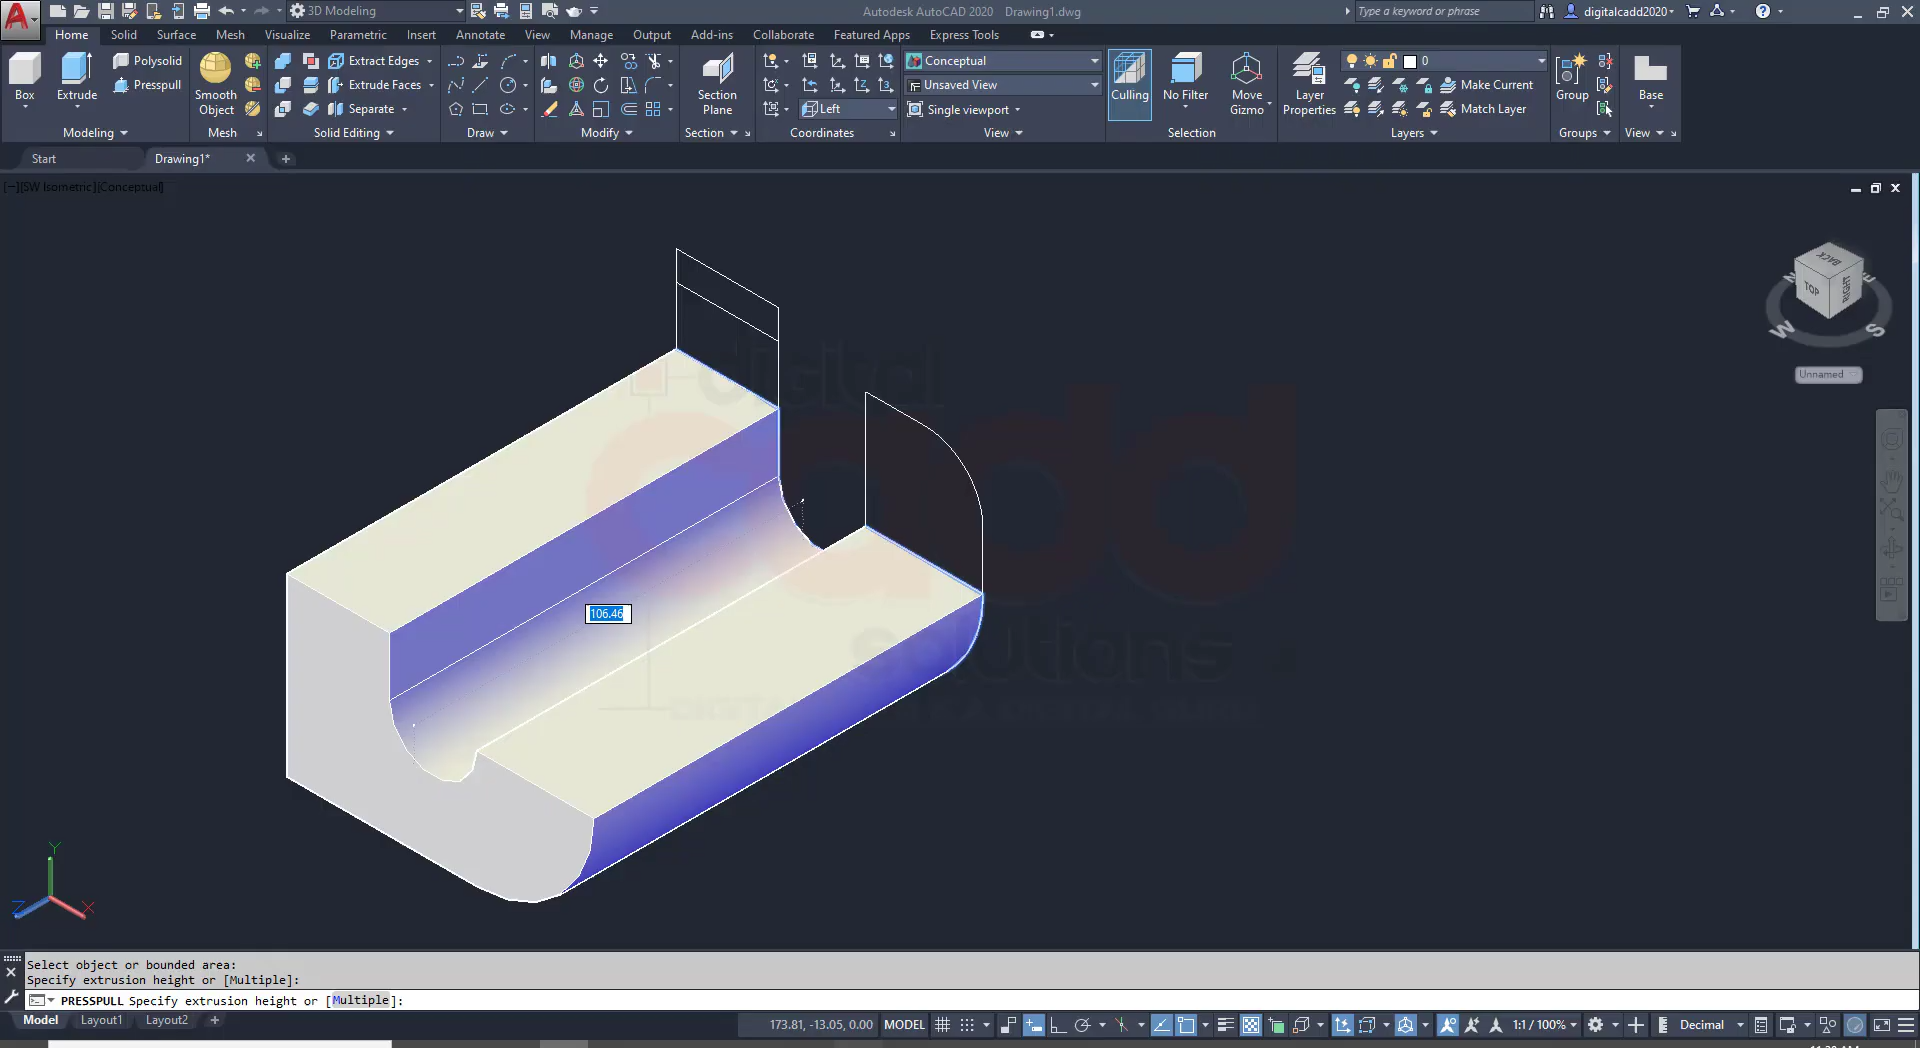 3D Modeling
Autodesk AutoCAD 2020 Drawing1.dwg
Type a keyword or phrase
digitalcadd2020
Home Solid Surface Mesh Visualize Parametric Insert Annotate View Manage Output Add-ins Collaborate Featured Apps Express Tools
Box
Extrude
Polysolid
Presspull
Modeling
Smooth
Object
Mesh
Extract Edges
Extrude Faces
Separate
Solid Editing
Draw
Modify
Section
Plane
Section
Left
Coordinates
Conceptual
Unsaved View
Single viewport
View
Culling
No Filter
Move
Gizmo
Selection
Layer
Properties
0
Make Current
Match Layer
Layers
Group
Groups
Base
View
Start
Drawing1*
[−][SW Isometric][Conceptual]
BACK
TOP
RIGHT
N
E
W
S
Unnamed
digital
cadd
solutions
106.46
Y
Z
X
Select object or bounded area:
Specify extrusion height or [Multiple]:
PRESSPULL Specify extrusion height or [Multiple]:
Model Layout1 Layout2
173.81, -13.05, 0.00 MODEL
1:1 / 100%
Decimal